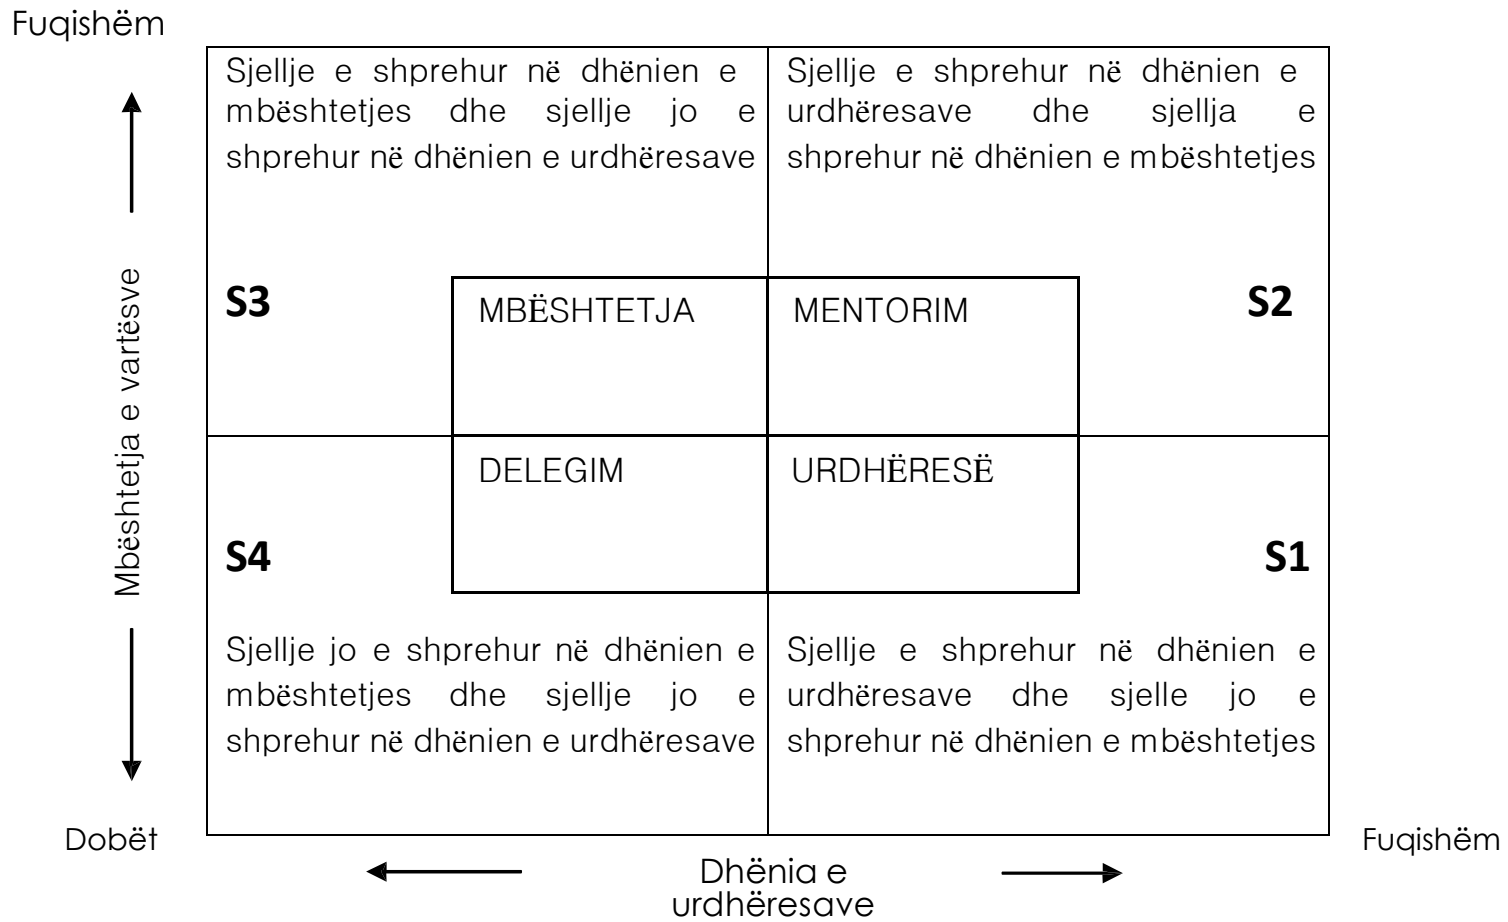 Fuqishëm
Sjellje e shprehur në dhënien e
mbështetjes dhe sjellje jo e
shprehur në dhënien e urdhëresave
Sjellje e shprehur në dhënien e
urdhëresave dhe sjellja e
shprehur në dhënien e mbështetjes
Mbështetja e vartësve
S3
MBËSHTETJA
MENTORIM
S2
DELEGIM
URDHËRESË
S4
S1
Sjellje jo e shprehur në dhënien e
mbështetjes dhe sjellje jo e
shprehur në dhënien e urdhëresave
Sjellje e shprehur në dhënien e
urdhëresave dhe sjelle jo e
shprehur në dhënien e mbështetjes
Dobët
Fuqishëm
Dhënia e
urdhëresave